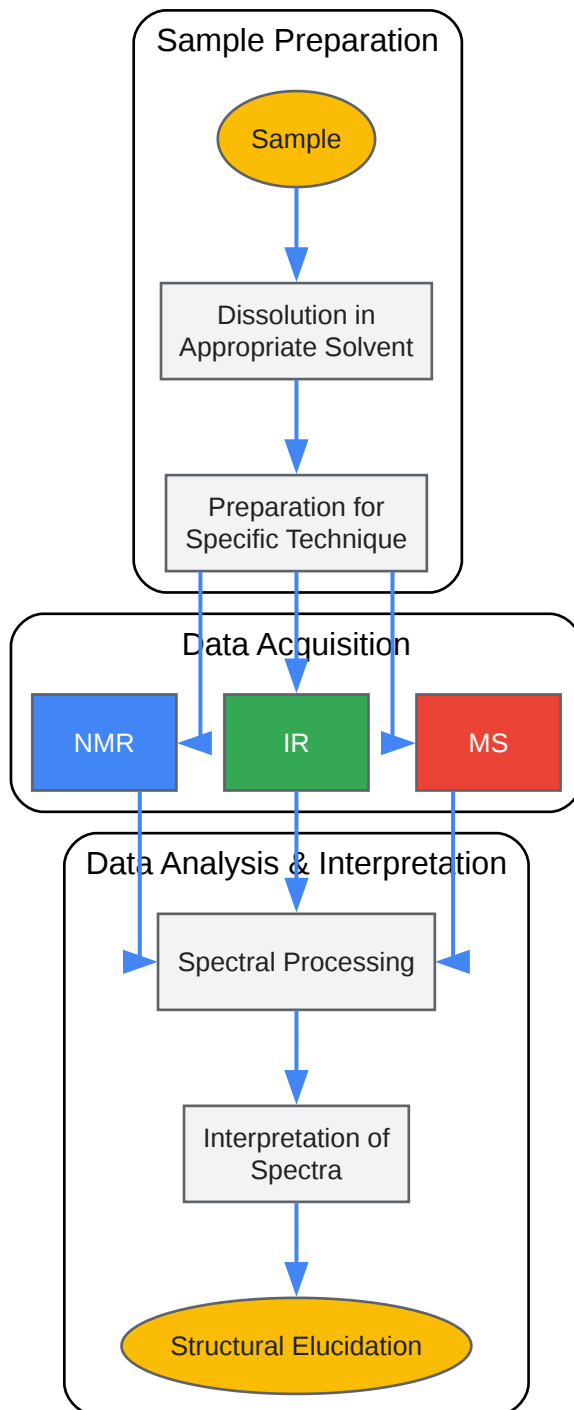 Sample Preparation
Sample
Dissolution in
Appropriate Solvent
Preparation for
Specific Technique
Data Acquisition
NMR
IR
MS
Data Analysis & Interpretation
Spectral Processing
Interpretation of
Spectra
Structural Elucidation